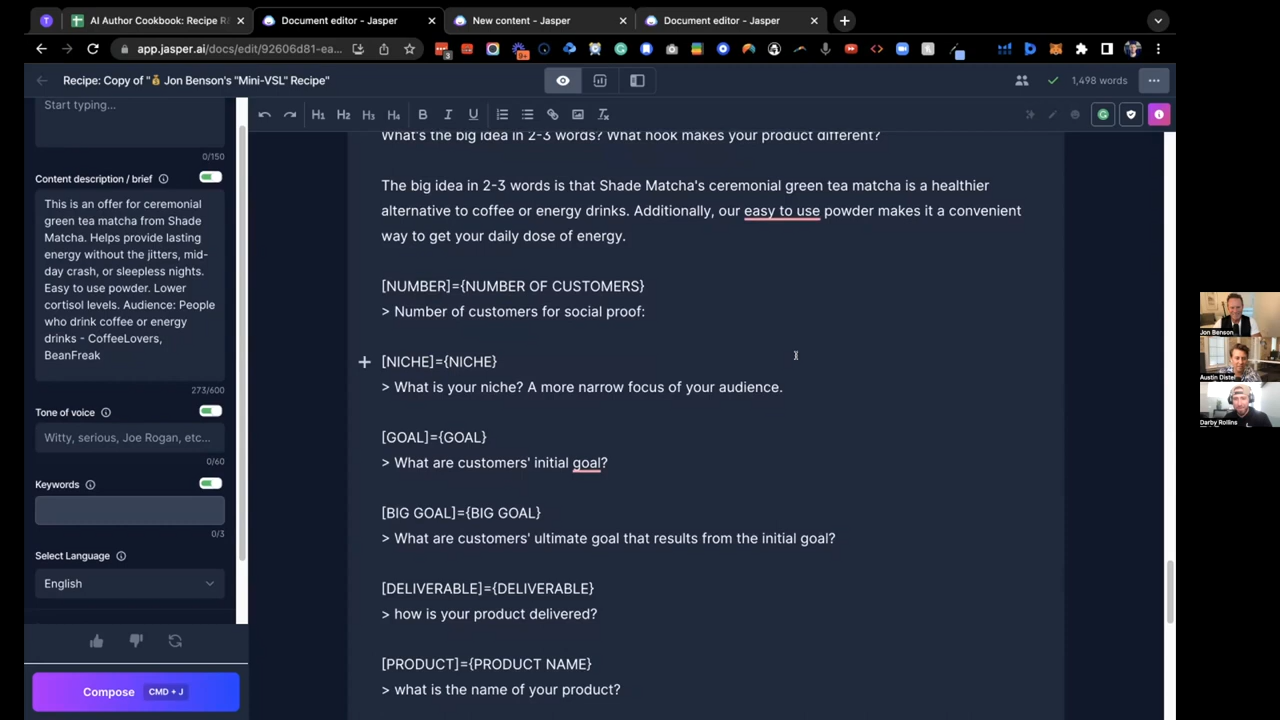 AI Author Cookbook: Recipe R
Document editor - Jasper
New content - Jasper
Document editor - Jasper
app.jasper.ai/docs/edit/92606d81-ea...
9+
Recipe: Copy of "💰 Jon Benson's "Mini-VSL" Recipe"
1,498 words
H1 H2 H3 H4 B I U
Start typing...
0/150
Content description / brief
This is an offer for ceremonial
green tea matcha from Shade
Matcha. Helps provide lasting
energy without the jitters, mid-
day crash, or sleepless nights.
Easy to use powder. Lower
cortisol levels. Audience: People
who drink coffee or energy
drinks - CoffeeLovers,
BeanFreak
273/600
Tone of voice
Witty, serious, Joe Rogan, etc...
0/60
Keywords
0/3
Select Language
English
Compose CMD + J
What's the big idea in 2-3 words? What hook makes your product different?
The big idea in 2-3 words is that Shade Matcha's ceremonial green tea matcha is a healthier
alternative to coffee or energy drinks. Additionally, our easy to use powder makes it a convenient
way to get your daily dose of energy.
[NUMBER]={NUMBER OF CUSTOMERS}
> Number of customers for social proof:
[NICHE]={NICHE}
> What is your niche? A more narrow focus of your audience.
[GOAL]={GOAL}
> What are customers' initial goal?
[BIG GOAL]={BIG GOAL}
> What are customers' ultimate goal that results from the initial goal?
[DELIVERABLE]={DELIVERABLE}
> how is your product delivered?
[PRODUCT]={PRODUCT NAME}
> what is the name of your product?
Jon Benson
Austin Distel
Darby Rollins